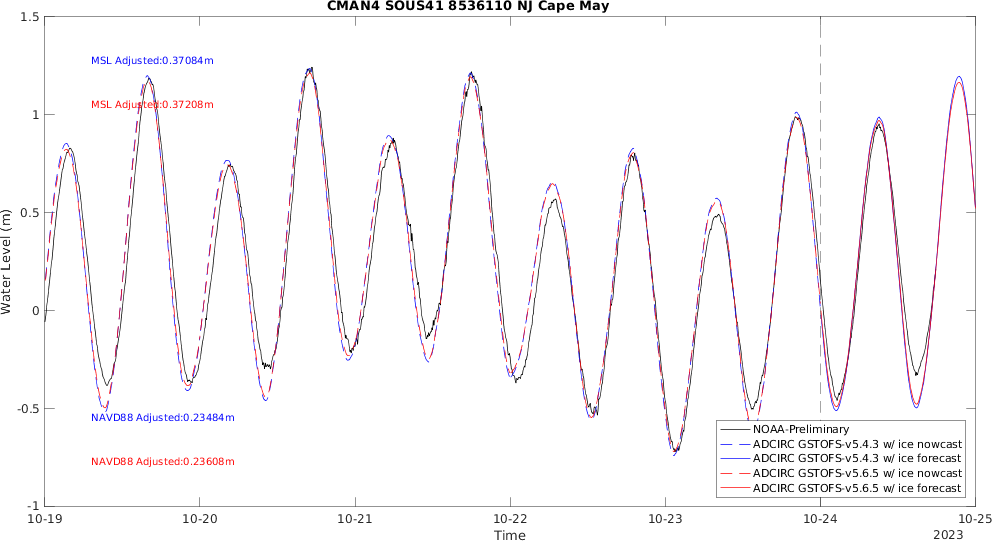 CMAN4 SOUS41 8536110 NJ Cape May
1.5
1
0.5
0
-0.5
-1
Water Level (m)
MSL Adjusted:0.37084m
MSL Adjusted:0.37208m
NAVD88 Adjusted:0.23484m
NAVD88 Adjusted:0.23608m
NOAA-Preliminary
ADCIRC GSTOFS-v5.4.3 w/ ice nowcast
ADCIRC GSTOFS-v5.4.3 w/ ice forecast
ADCIRC GSTOFS-v5.6.5 w/ ice nowcast
ADCIRC GSTOFS-v5.6.5 w/ ice forecast
10-19 10-20 10-21 10-22 10-23 10-24 10-25
Time
2023